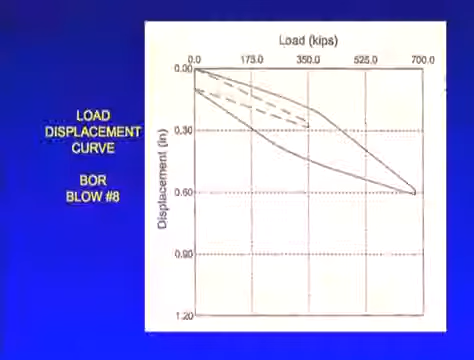 LOAD
DISPLACEMENT
CURVE
BOR
BLOW #8
Load (kips)
0.0 173.0 350.0 525.0 700.0
Displacement (in)
0.00
0.30
0.60
0.90
1.20